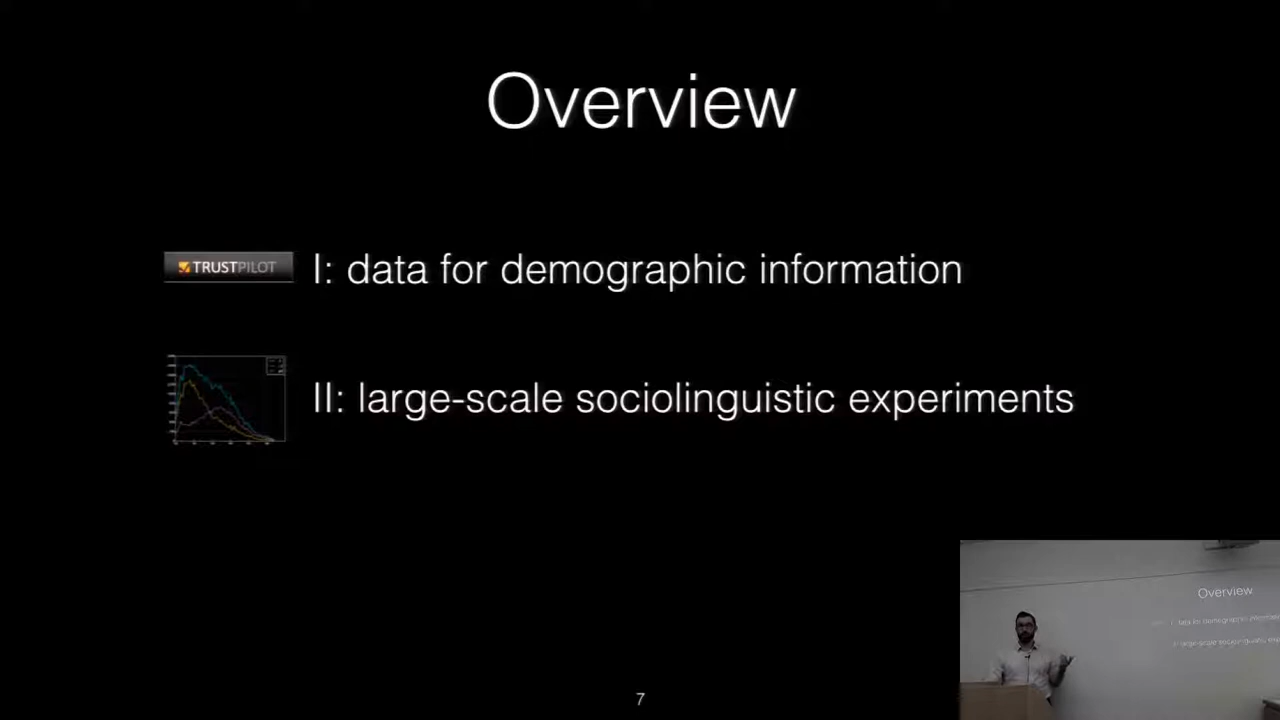 Overview
TRUSTPILOT I: data for demographic information
II: large-scale sociolinguistic experiments
7
Overview